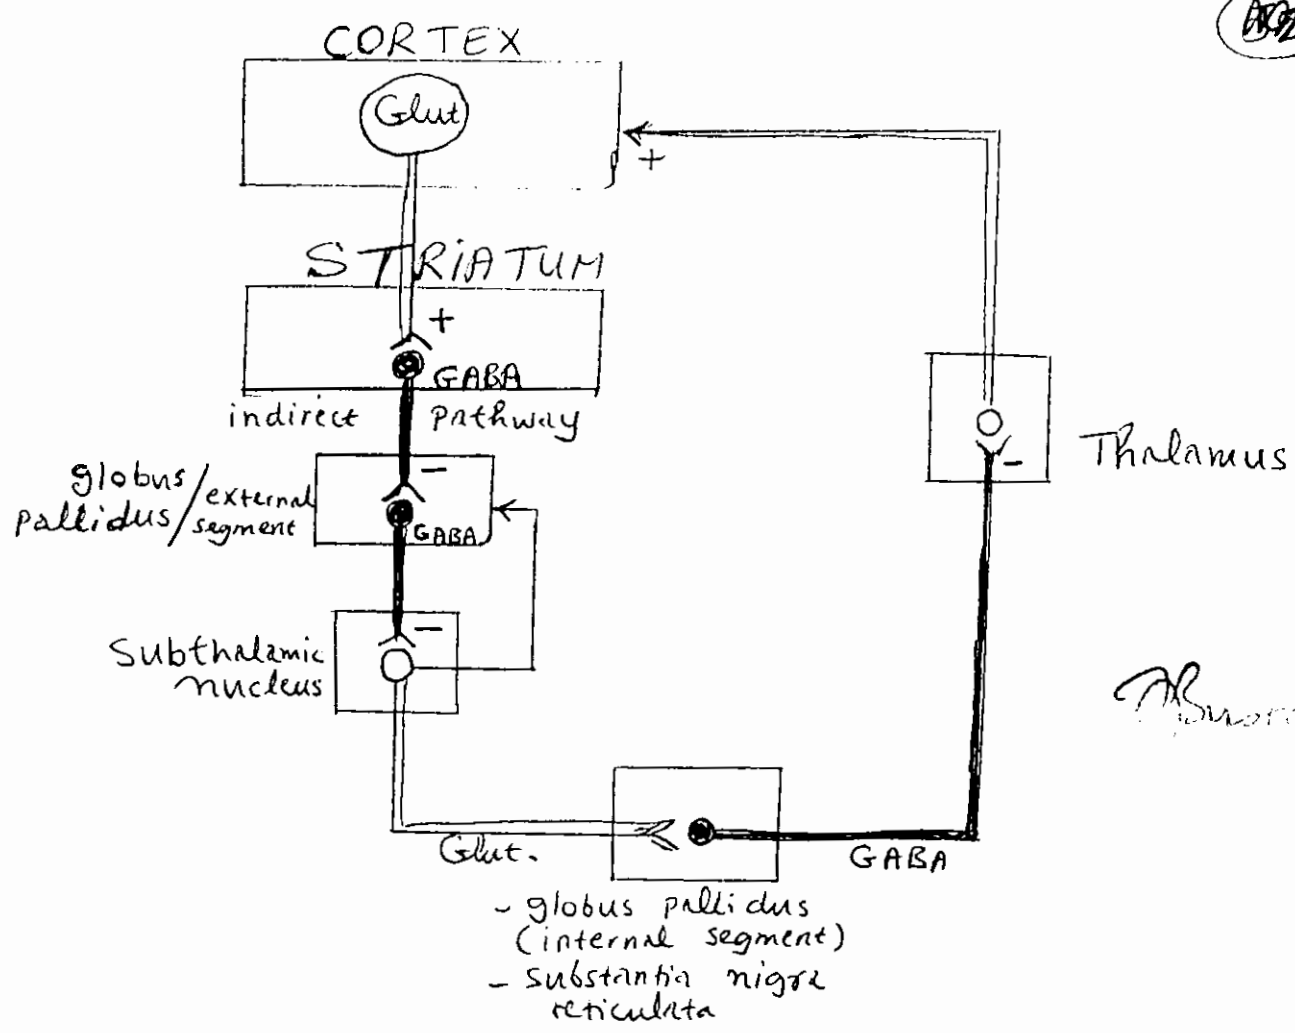 CORTEX
Glut
+
STRIATUM
+
GABA
indirect pathway
globus
pallidus/external
segment
-
GABA
Subthalamic
nucleus
-
Thalamus
-
Glut.
GABA
- globus pallidus
(internal segment)
- substantia nigra
reticulata